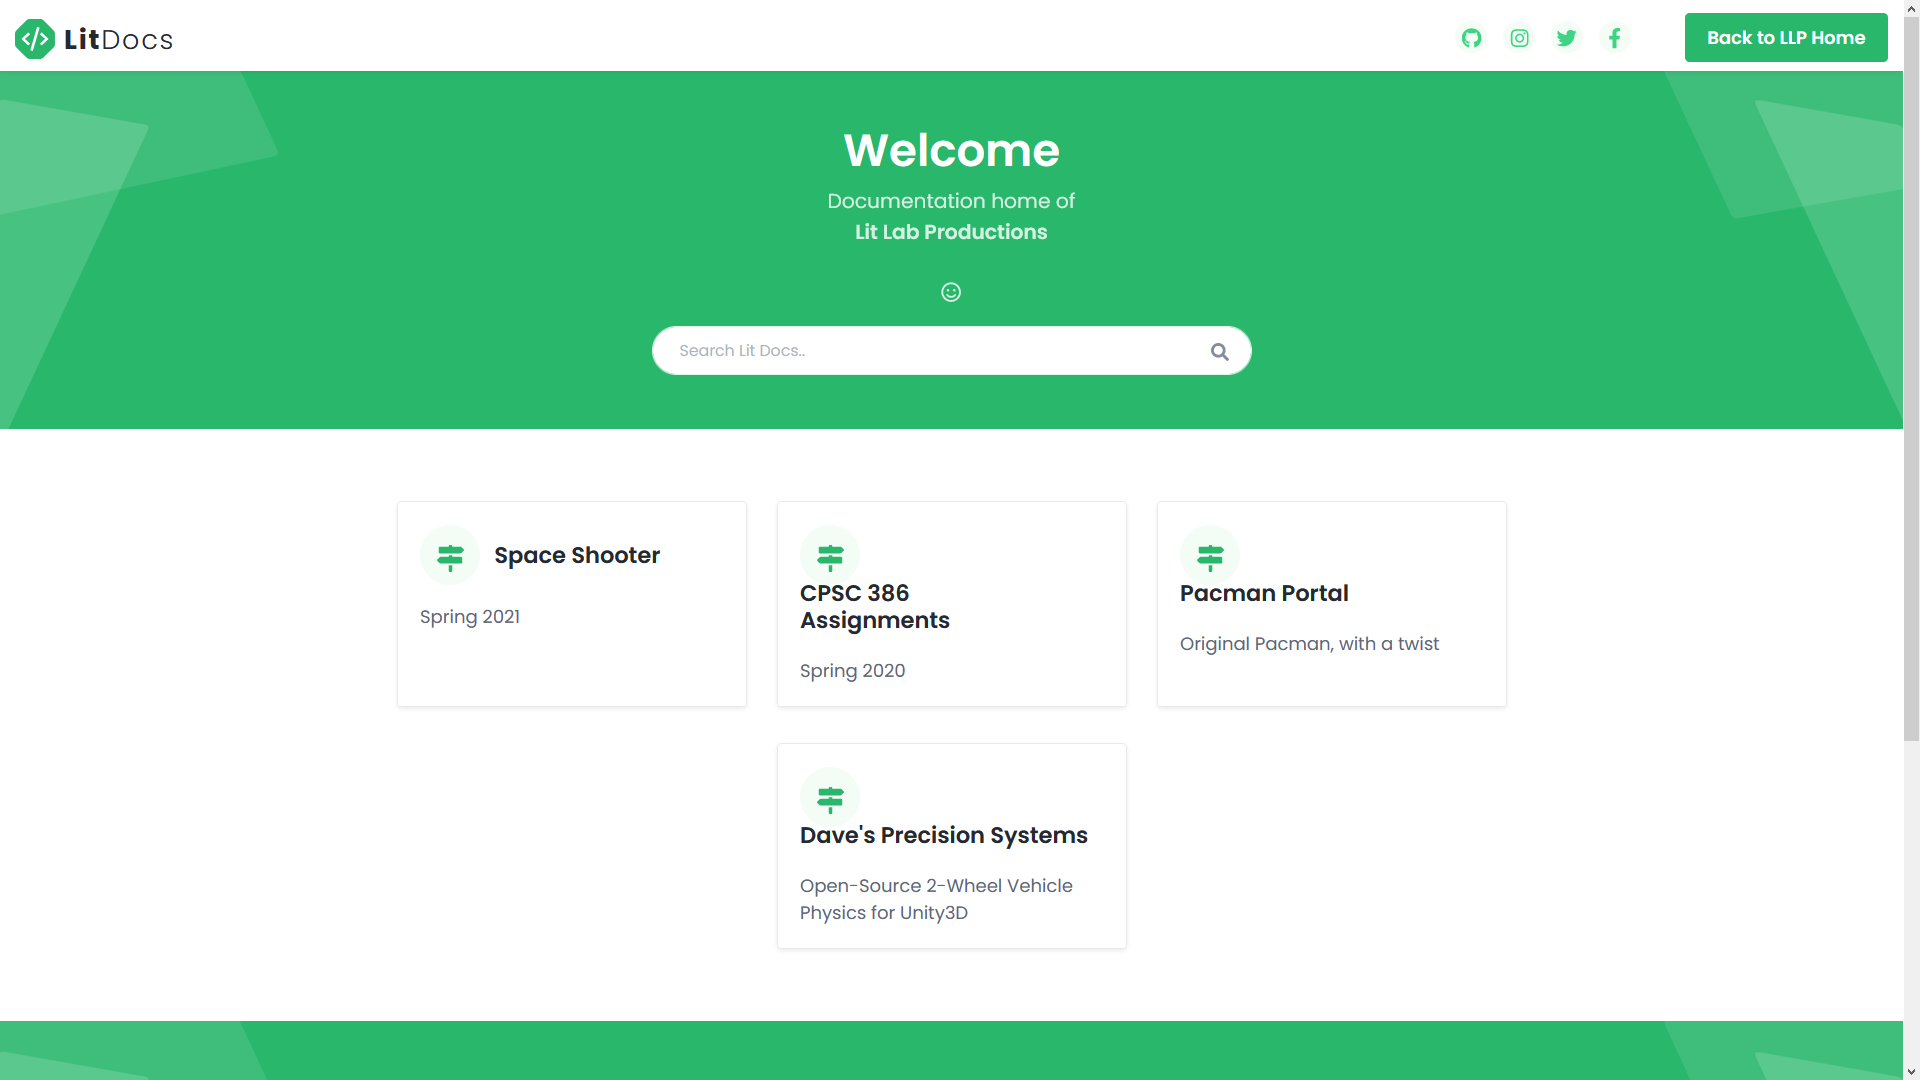 LitDocs
Back to LLP Home
Welcome
Documentation home of
Lit Lab Productions
Search Lit Docs..
Space Shooter
Spring 2021
CPSC 386
Assignments
Spring 2020
Pacman Portal
Original Pacman, with a twist
Dave's Precision Systems
Open-Source 2-Wheel Vehicle
Physics for Unity3D